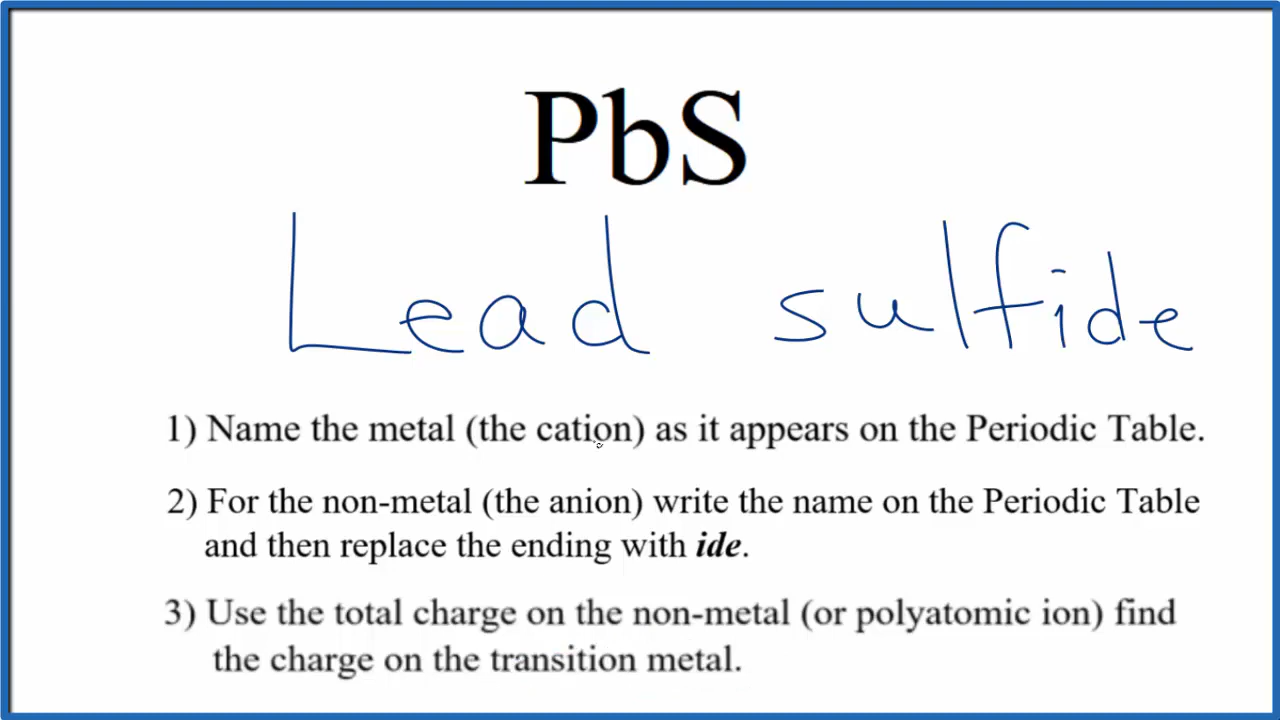 PbS
Lead sulfide
1) Name the metal (the cation) as it appears on the Periodic Table.
2) For the non-metal (the anion) write the name on the Periodic Table
and then replace the ending with ide.
3) Use the total charge on the non-metal (or polyatomic ion) find
the charge on the transition metal.